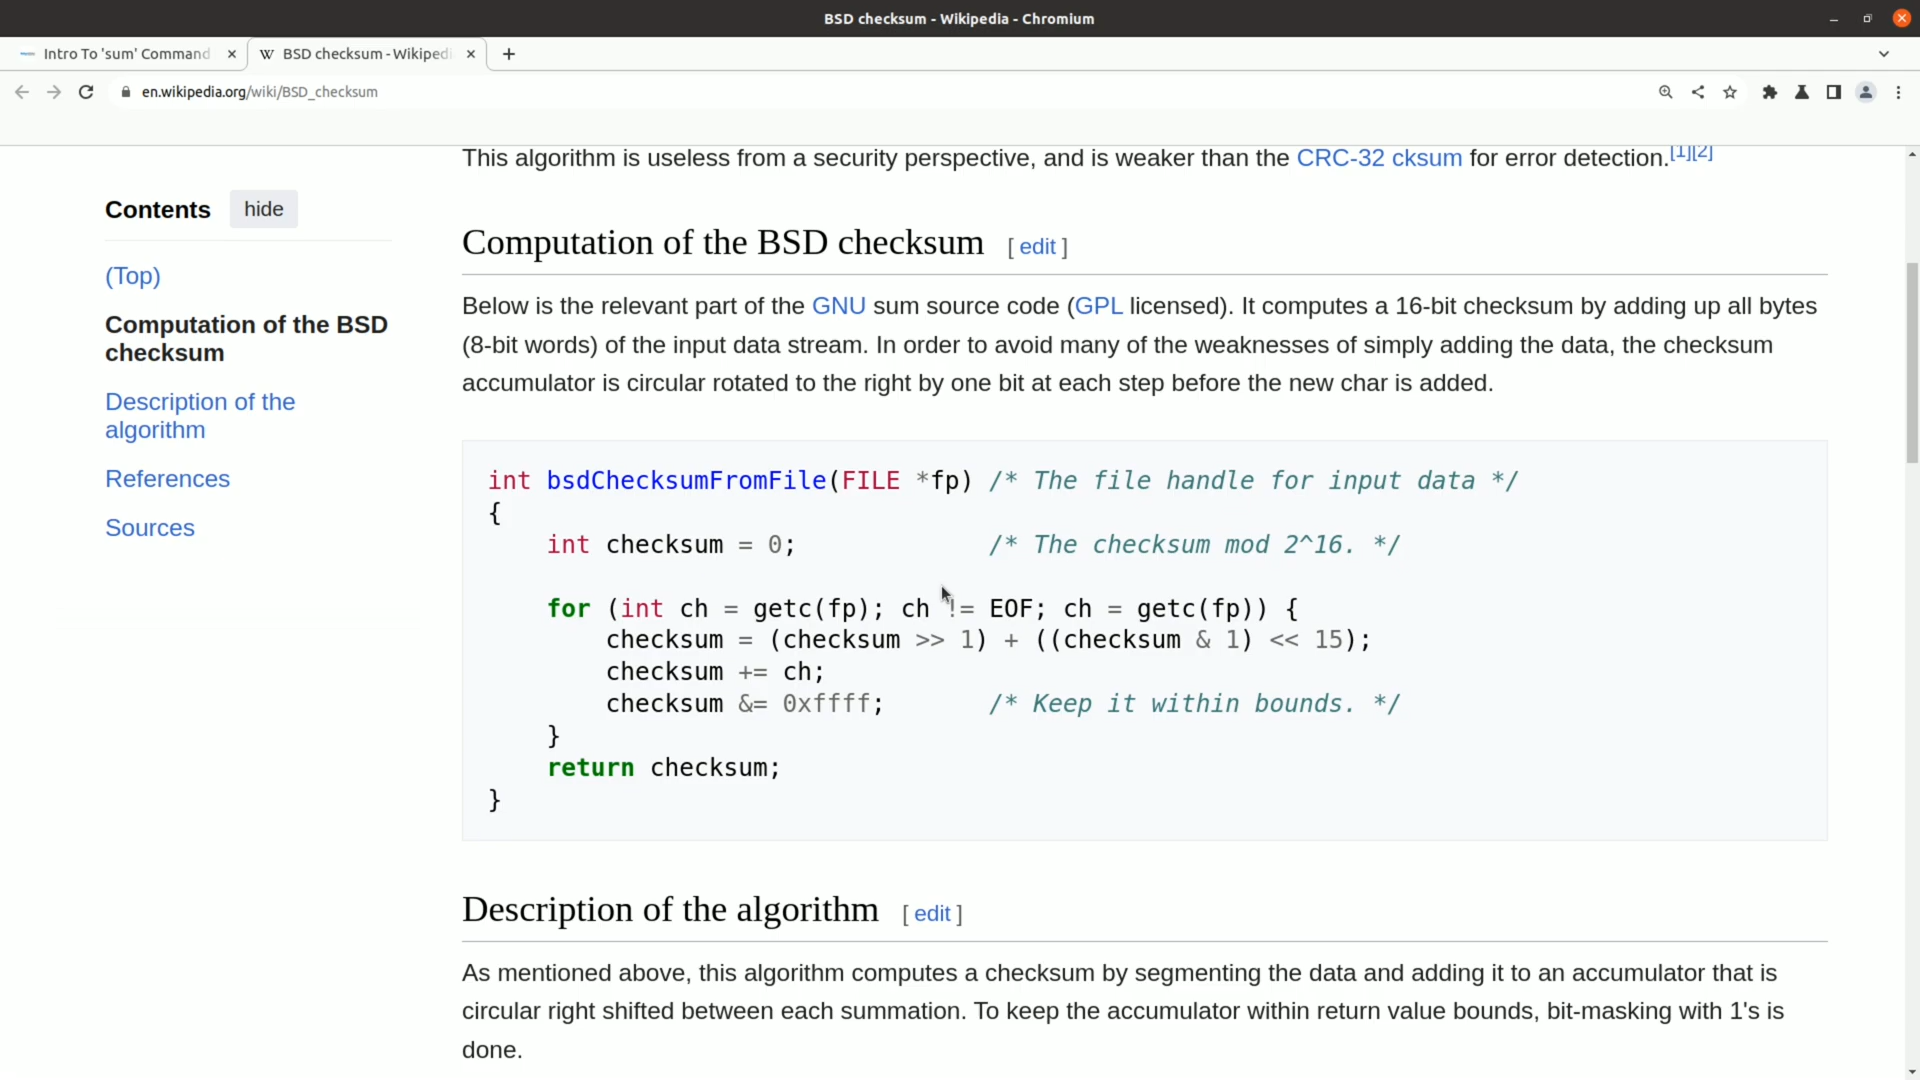 BSD checksum - Wikipedia - Chromium
Intro To 'sum' Command
BSD checksum - Wikiped
en.wikipedia.org/wiki/BSD_checksum
This algorithm is useless from a security perspective, and is weaker than the CRC-32 cksum for error detection.[1][2]
Contents hide
(Top)
Computation of the BSD
checksum
Description of the
algorithm
References
Sources
Computation of the BSD checksum [ edit ]
Below is the relevant part of the GNU sum source code (GPL licensed). It computes a 16-bit checksum by adding up all bytes
(8-bit words) of the input data stream. In order to avoid many of the weaknesses of simply adding the data, the checksum
accumulator is circular rotated to the right by one bit at each step before the new char is added.
int bsdChecksumFromFile(FILE *fp) /* The file handle for input data */
{
    int checksum = 0;             /* The checksum mod 2^16. */
    for (int ch = getc(fp); ch != EOF; ch = getc(fp)) {
        checksum = (checksum >> 1) + ((checksum & 1) << 15);
        checksum += ch;
        checksum &= 0xffff;       /* Keep it within bounds. */
    }
    return checksum;
}
Description of the algorithm [ edit ]
As mentioned above, this algorithm computes a checksum by segmenting the data and adding it to an accumulator that is
circular right shifted between each summation. To keep the accumulator within return value bounds, bit-masking with 1's is
done.